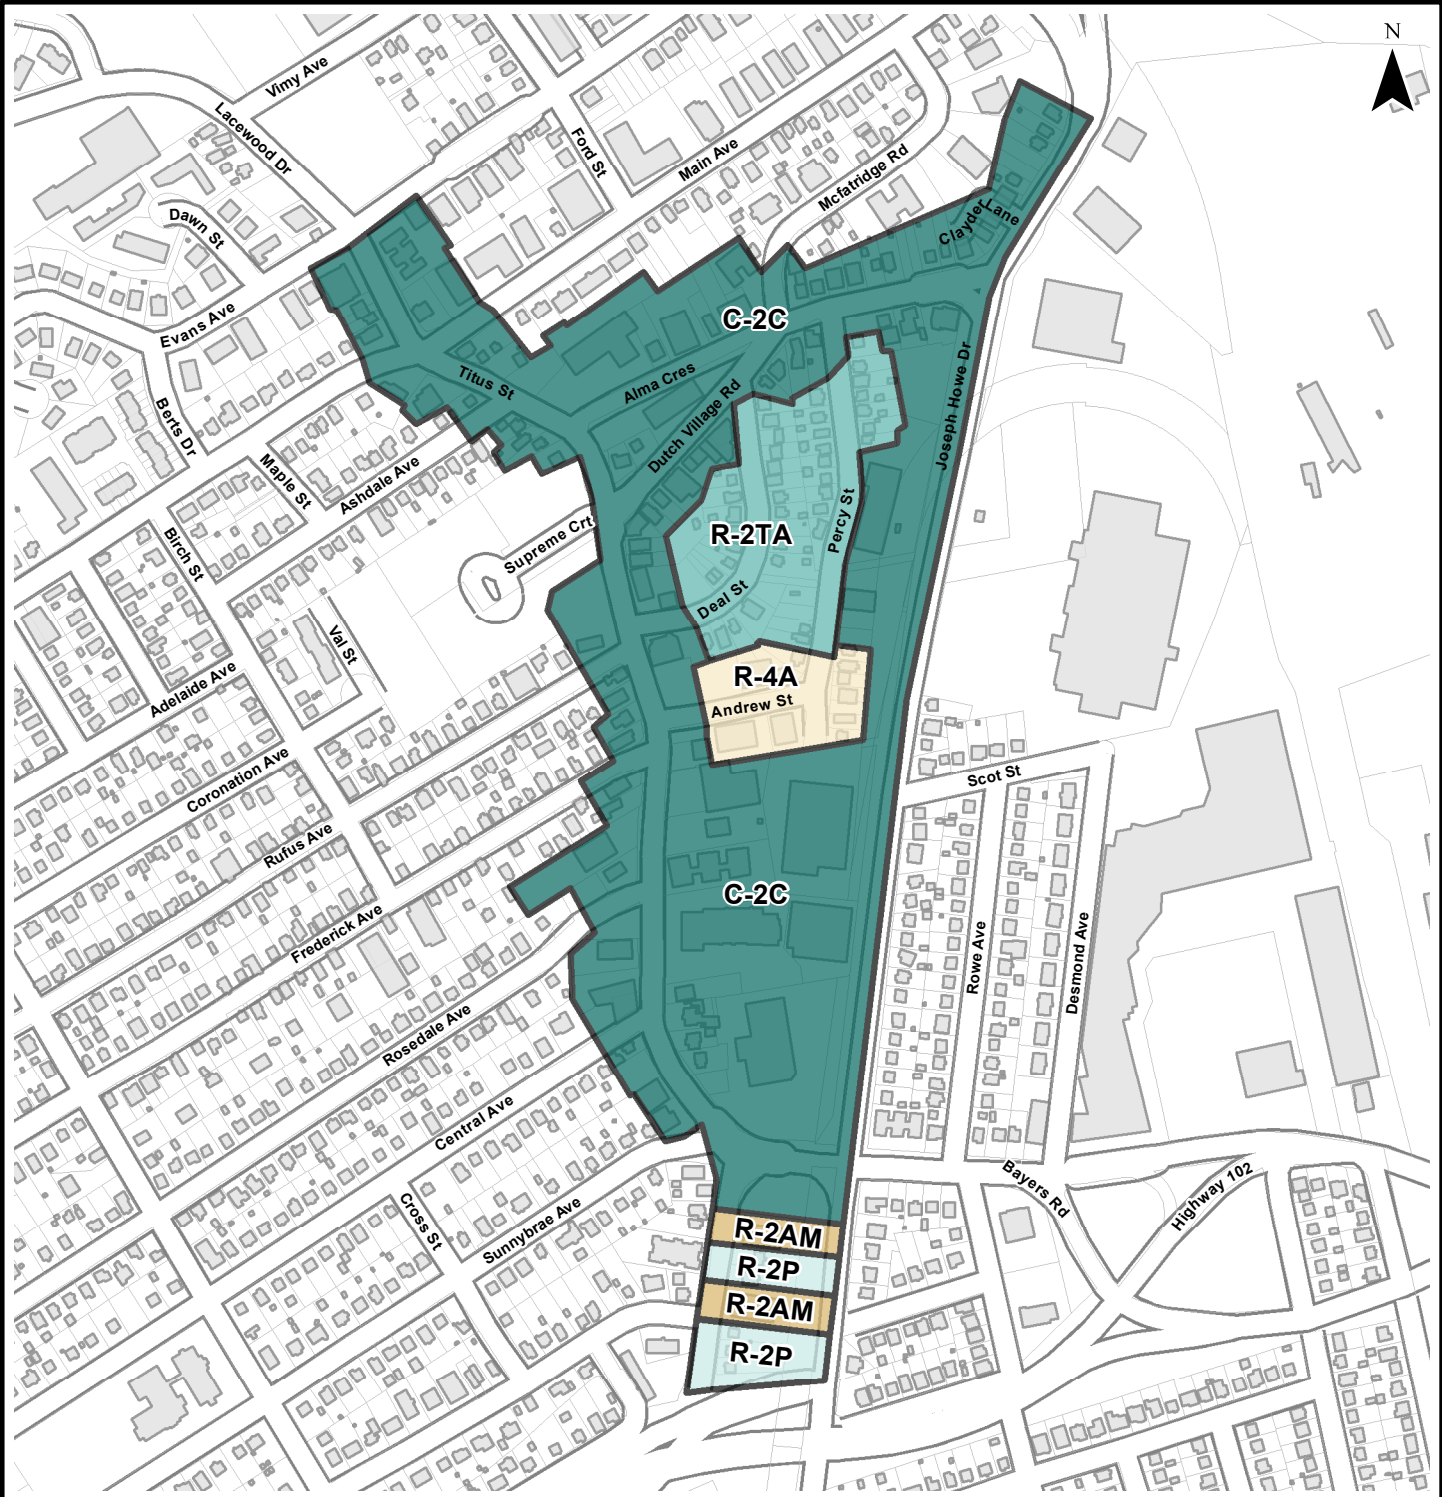 N
Vimy Ave
Lacewood Dr
Ford St
Main Ave
Mcfatridge Rd
Dawn St
Clayden Lane
Evans Ave
C-2C
Titus St
Alma Cres
Joseph Howe Dr
Dutch Village Rd
Berts Dr
Maple St
Ashdale Ave
Percy St
R-2TA
Supreme Crt
Birch St
Deal St
Val St
R-4A
Adelaide Ave
Andrew St
Coronation Ave
Scot St
Rufus Ave
C-2C
Frederick Ave
Rowe Ave
Desmond Ave
Rosedale Ave
Central Ave
Bayers Rd
Highway 102
Cross St
Sunnybrae Ave
R-2AM
R-2P
R-2AM
R-2P